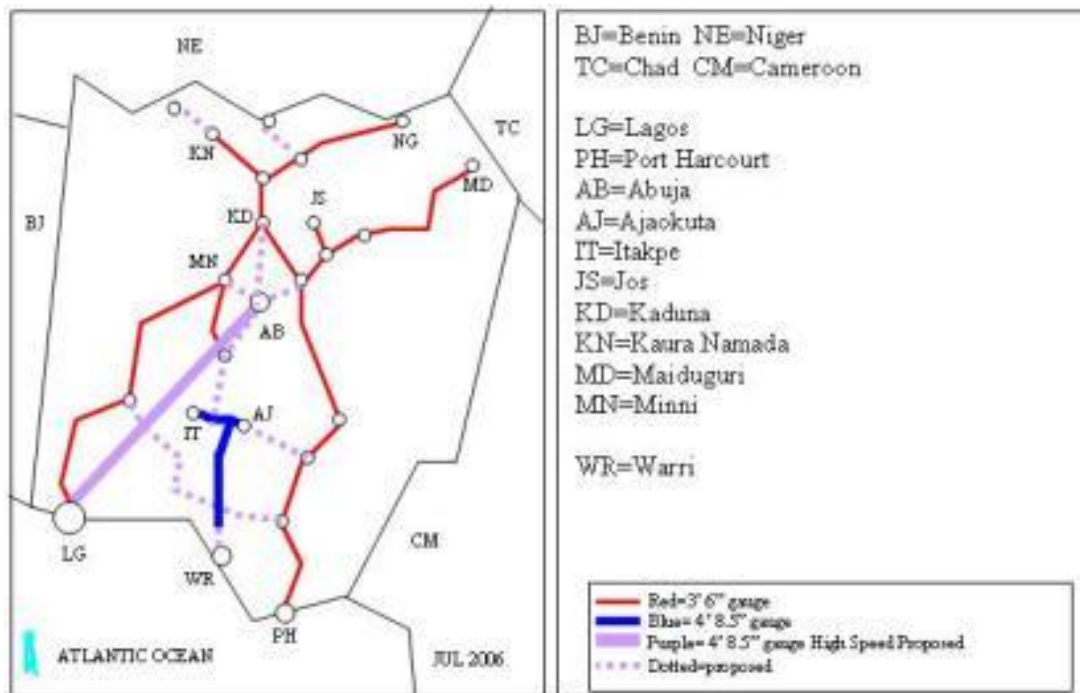 NE
TC
KN
NG
MD
JS
BJ
KD
MN
AB
IT
AJ
LG
WR
CM
PH
ATLANTIC OCEAN
JUL 2006
BJ=Benin NE=Niger
TC=Chad CM=Cameroon
LG=Lagos
PH=Port Harcourt
AB=Abuja
AJ=Ajaokuta
IT=Itakpe
JS=Jos
KD=Kaduna
KN=Kaura Namada
MD=Maiduguri
MN=Minni
WR=Warri
Red=3' 6" gauge
Blue= 4' 8.5" gauge
Purple= 4' 8.5" gauge High Speed Proposed
Dotted=proposed